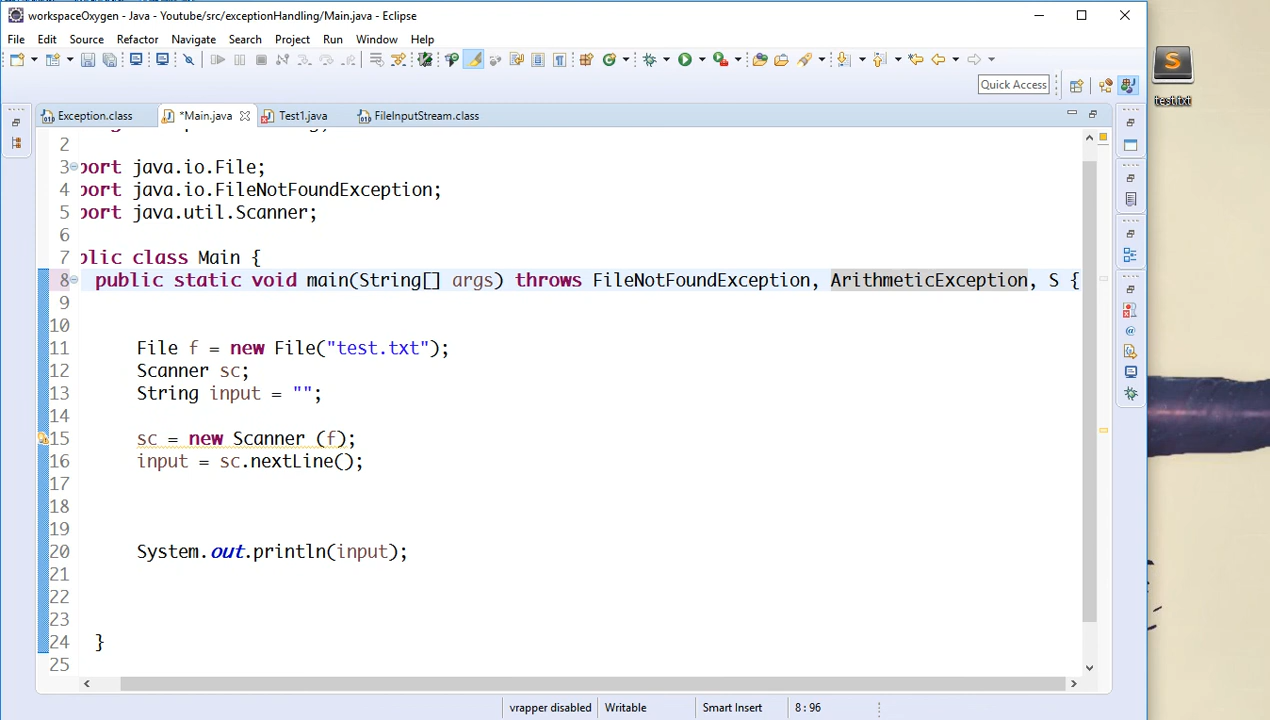 workspaceOxygen - Java - Youtube/src/exceptionHandling/Main.java - Eclipse
File Edit Source Refactor Navigate Search Project Run Window Help
Quick Access
Exception.class *Main.java Test1.java FileInputStream.class
2
3 port java.io.File;
4 port java.io.FileNotFoundException;
5 port java.util.Scanner;
6
7 blic class Main {
8 public static void main(String[] args) throws FileNotFoundException, ArithmeticException, S {
9
10
11 File f = new File("test.txt");
12 Scanner sc;
13 String input = "";
14
15 sc = new Scanner (f);
16 input = sc.nextLine();
17
18
19
20 System.out.println(input);
21
22
23
24 }
25
vrapper disabled Writable Smart Insert 8 : 96
S
test.txt